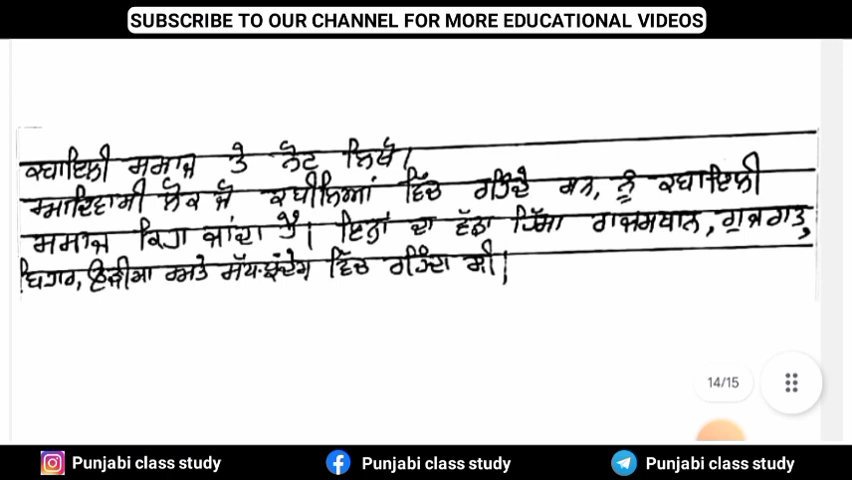 SUBSCRIBE TO OUR CHANNEL FOR MORE EDUCATIONAL VIDEOS
ਕਬਾਇਲੀ ਸਮਾਜ ਤੇ ਨੋਟ ਲਿਖੋ।
ਆਦਿਵਾਸੀ ਲੋਕ ਜੋ ਕਬੀਲਿਆਂ ਵਿੱਚ ਰਹਿੰਦੇ ਸਨ, ਨੂੰ ਕਬਾਇਲੀ
ਸਮਾਜ ਕਿਹਾ ਜਾਂਦਾ ਹੈ। ਇਨ੍ਹਾਂ ਦਾ ਵੱਡਾ ਹਿੱਸਾ ਰਾਜਸਥਾਨ, ਗੁਜਰਾਤ,
ਬਿਹਾਰ, ਉੜੀਸਾ ਅਤੇ ਮੱਧ-ਪ੍ਰਦੇਸ਼ ਵਿੱਚ ਰਹਿੰਦਾ ਸੀ।
14/15
Punjabi class study Punjabi class study Punjabi class study